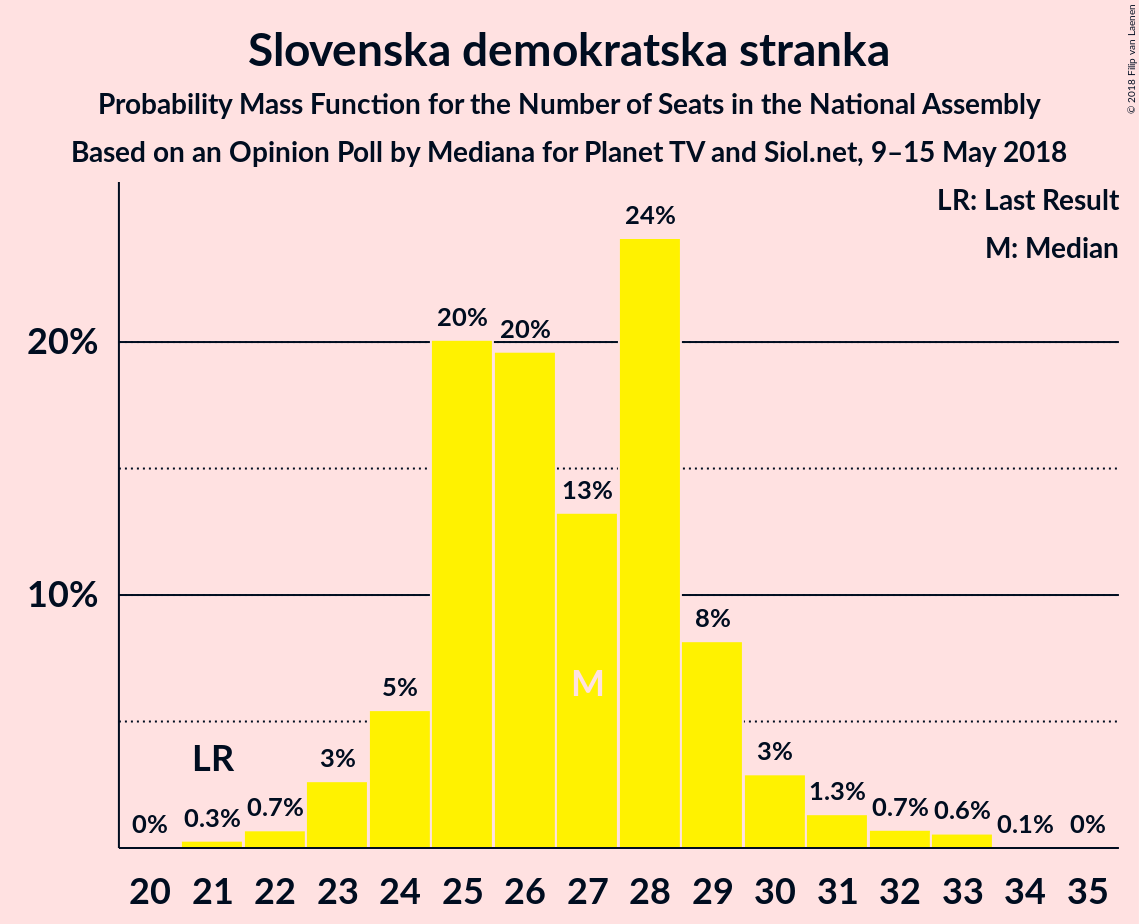 Slovenska demokratska stranka
Probability Mass Function for the Number of Seats in the National Assembly
Based on an Opinion Poll by Mediana for Planet TV and Siol.net, 9–15 May 2018
© 2018 Filip van Laenen
LR: Last Result
M: Median
20%
10%
0%
LR
0.3%
0.7%
3%
5%
20%
20%
13%
M
24%
8%
3%
1.3%
0.7%
0.6%
0.1%
0%
20 21 22 23 24 25 26 27 28 29 30 31 32 33 34 35